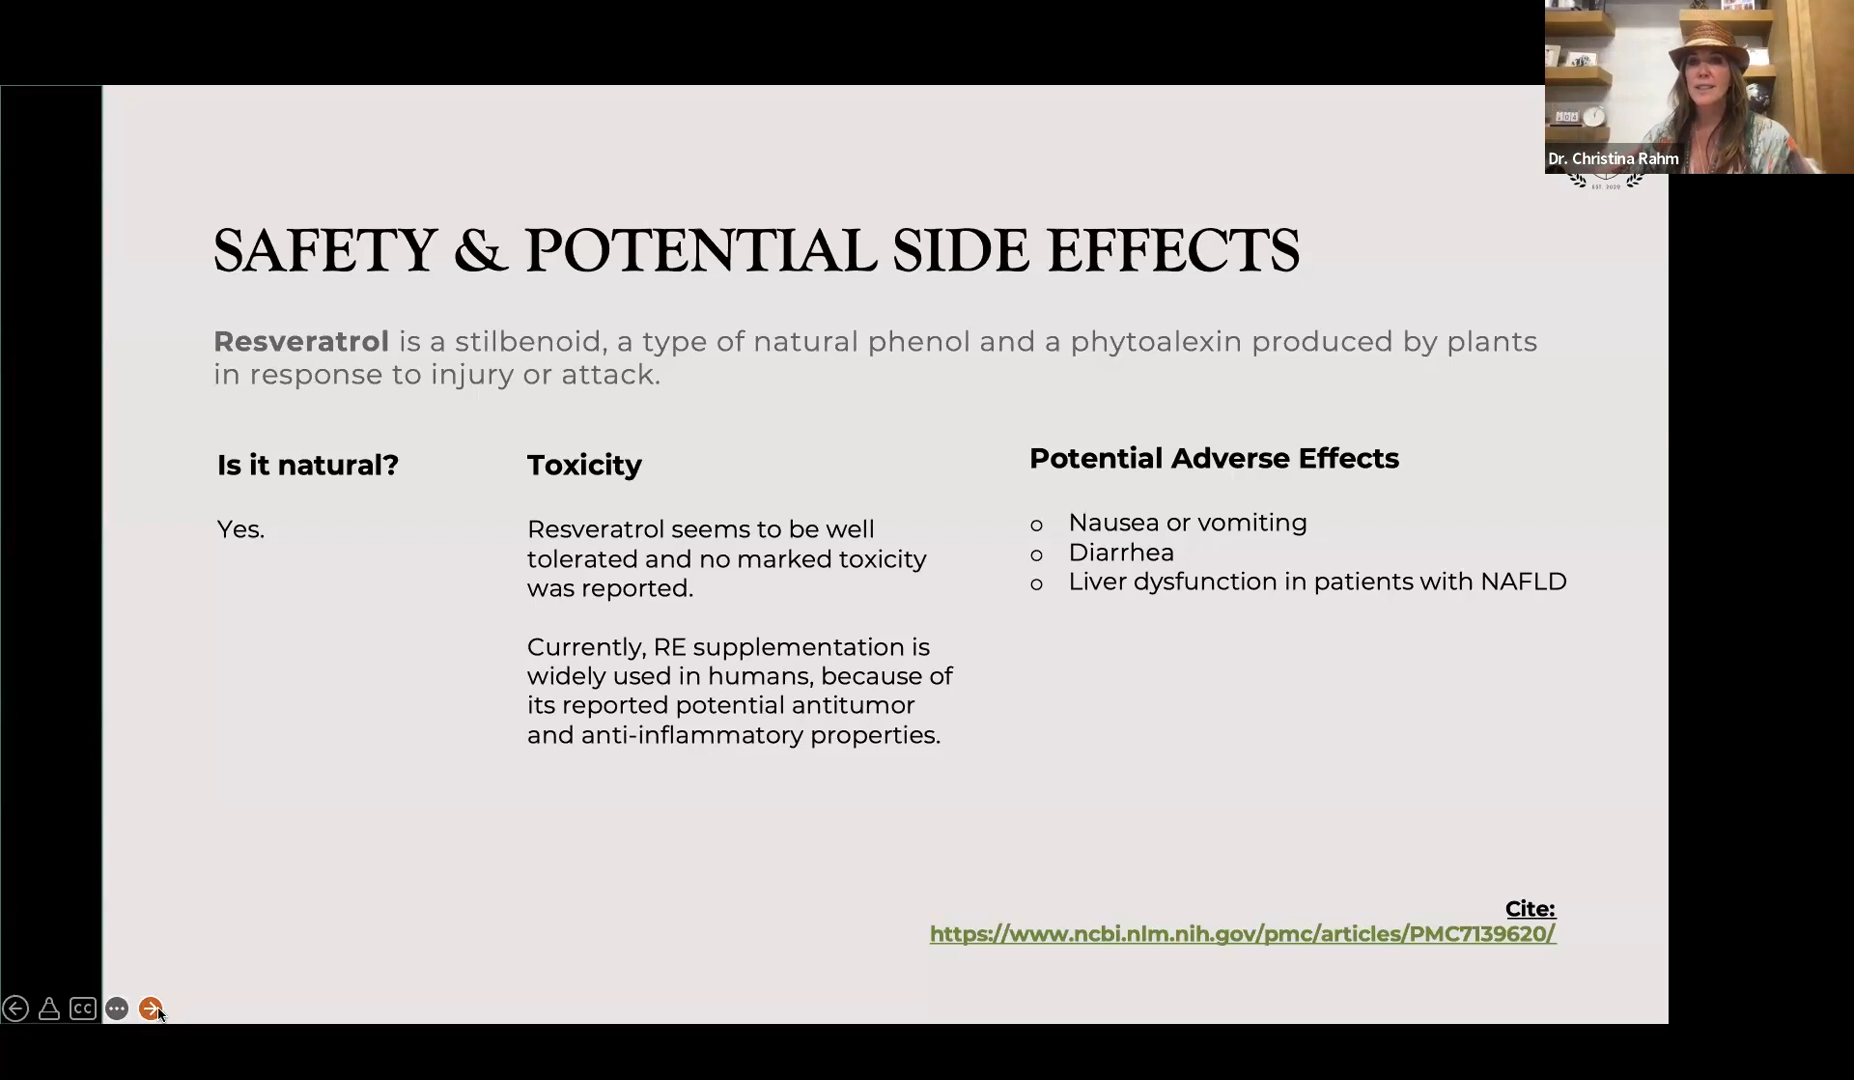 Dr. Christina Rahm
EST. 2020
SAFETY & POTENTIAL SIDE EFFECTS
Resveratrol is a stilbenoid, a type of natural phenol and a phytoalexin produced by plants
in response to injury or attack.
Is it natural?
Yes.
Toxicity
Resveratrol seems to be well
tolerated and no marked toxicity
was reported.
Currently, RE supplementation is
widely used in humans, because of
its reported potential antitumor
and anti-inflammatory properties.
Potential Adverse Effects
o Nausea or vomiting
o Diarrhea
o Liver dysfunction in patients with NAFLD
Cite:
https://www.ncbi.nlm.nih.gov/pmc/articles/PMC7139620/
CC